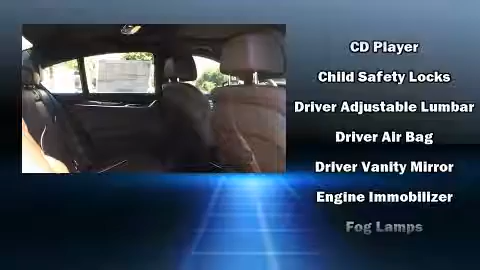 CD Player
Child Safety Locks
Driver Adjustable Lumbar
Driver Air Bag
Driver Vanity Mirror
Engine Immobilizer
Fog Lamps